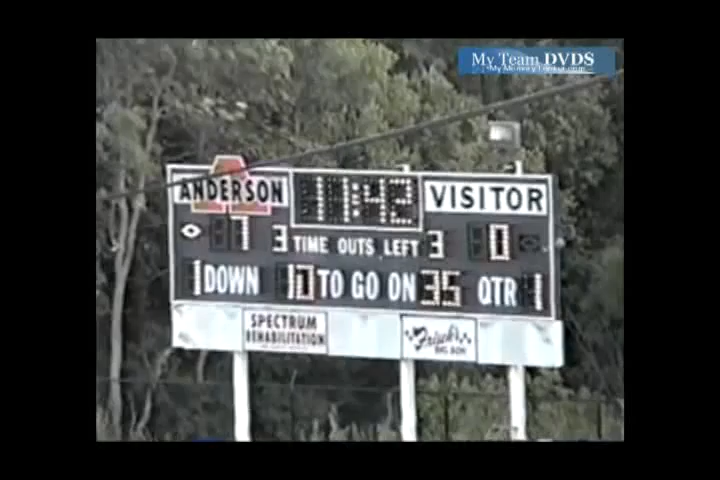 My Team DVDS
ANDERSON 11:42 VISITOR
7 3 TIME OUTS LEFT 3 0
1 DOWN 10 TO GO ON 35 QTR 1
SPECTRUM
REHABILITATION
Frisch's
BIG BOY